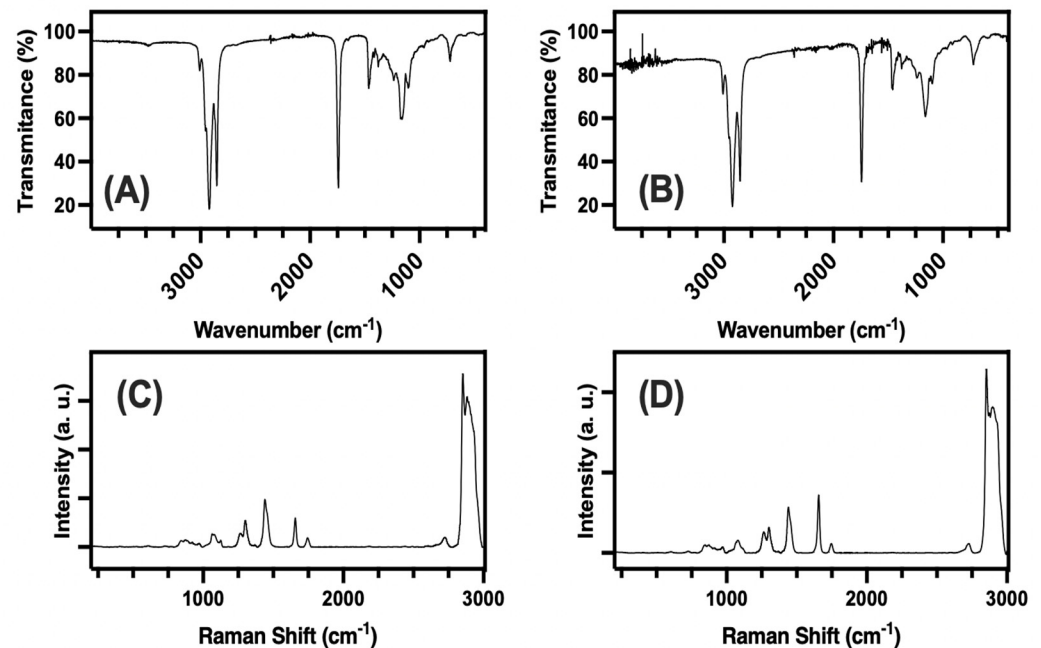 100
80
60
40
20
Transmitance (%)
(A)
3000
2000
1000
Wavenumber (cm-1)
100
80
60
40
20
Transmitance (%)
(B)
3000
2000
1000
Wavenumber (cm-1)
Intensity (a. u.)
(C)
1000
2000
3000
Raman Shift (cm-1)
Intensity (a. u.)
(D)
1000
2000
3000
Raman Shift (cm-1)